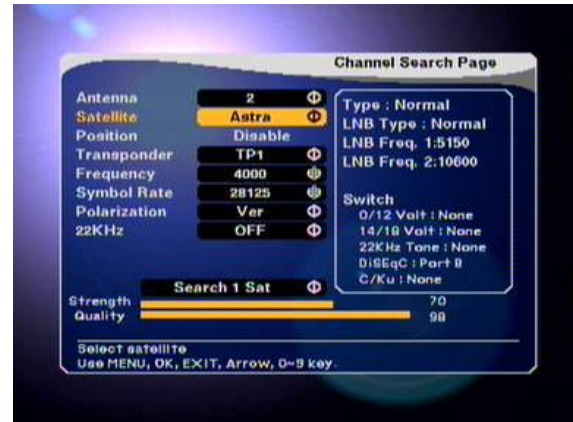 Channel Search Page
Antenna 2
Satellite Astra
Position Disable
Transponder TP1
Frequency 4000
Symbol Rate 28125
Polarization Ver
22KHz OFF
Search 1 Sat
Type : Normal
LNB Type : Normal
LNB Freq. 1:5150
LNB Freq. 2:10600
Switch
0/12 Volt : None
14/18 Volt : None
22KHz Tone : None
DiSEqC : Port B
C/Ku : None
Strength 70
Quality 98
Select satellite
Use MENU, OK, EXIT, Arrow, 0~9 key.